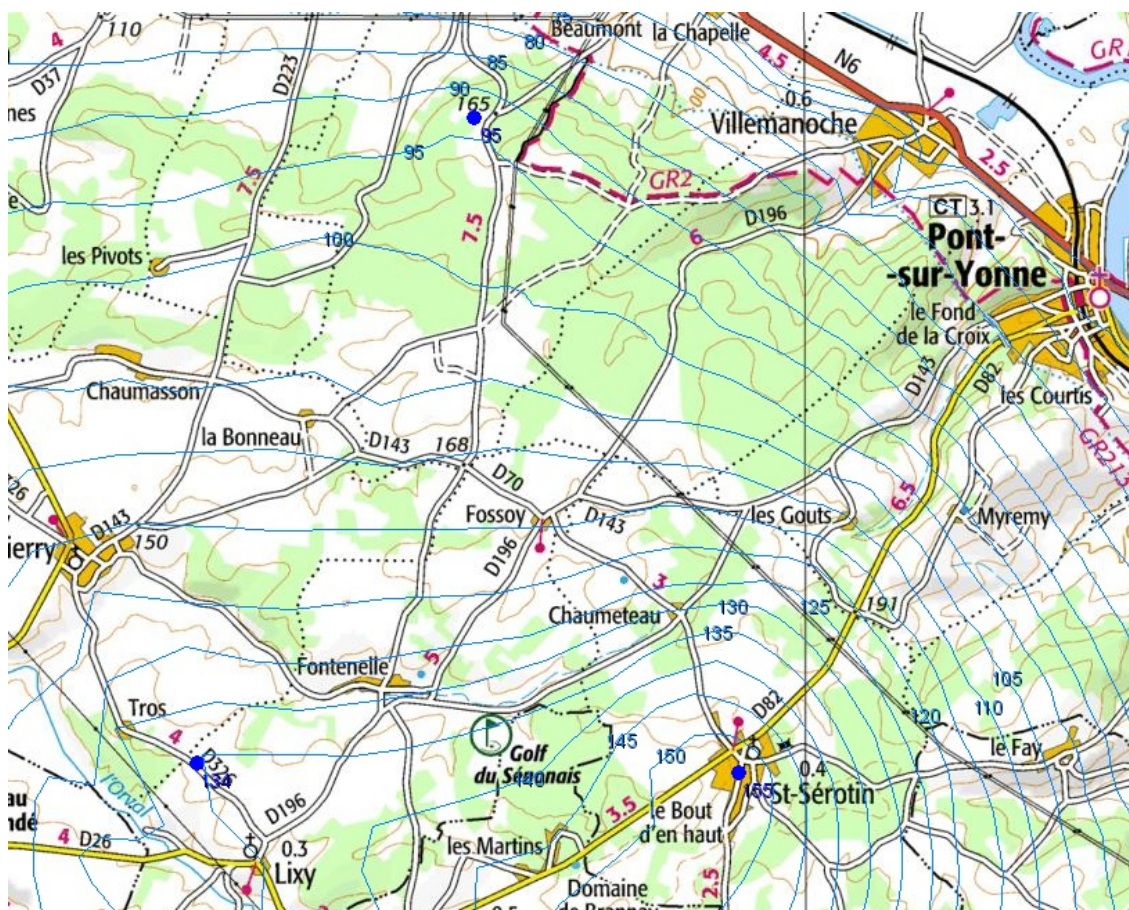 4
110
Beaumont
la Chapelle
80
85
90
165
95
95
D37
D223
4.5
N6
GR
0.6
Villemanoche
2.5
nes
7.5
GR2
CT 3.1
Pont-
-sur-Yonne
7.5
6
D196
les Pivots
100
le Fond
de la Croix
D143
D82
les Courtis
GR213
Chaumasson
la Bonneau
D143
168
D70
Fossoy
D143
les Gouts
6.5
Myremy
D26
D143
150
ierry
D196
3
Chaumeteau
130
125
191
135
Fontenelle
5
105
110
120
Tros
4
D326
134
Golf
du Sénonais
140
145
150
D82
le Fay
0.4
155
St-Sérotin
l'Orval
au
ndé
D196
3.5
le Bout
d'en haut
4
D26
0.3
Lixy
les Martins
2.5
Domaine